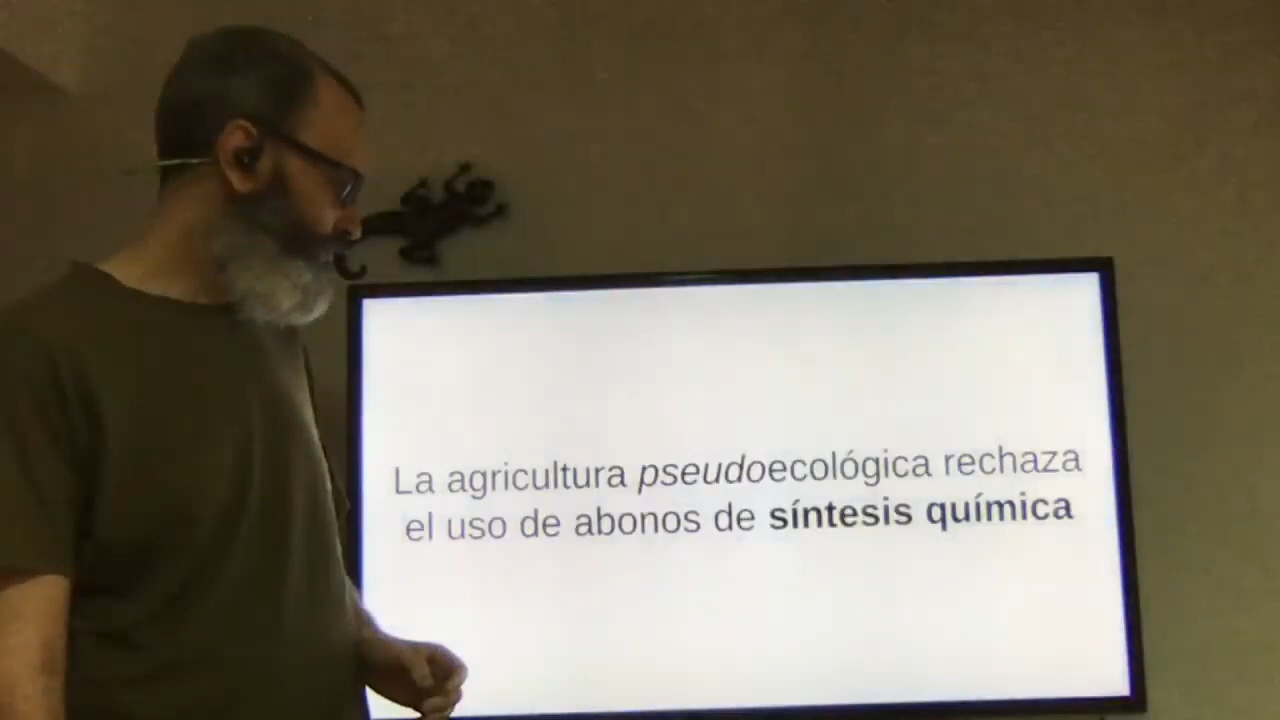 La agricultura pseudoecológica rechaza
el uso de abonos de síntesis química